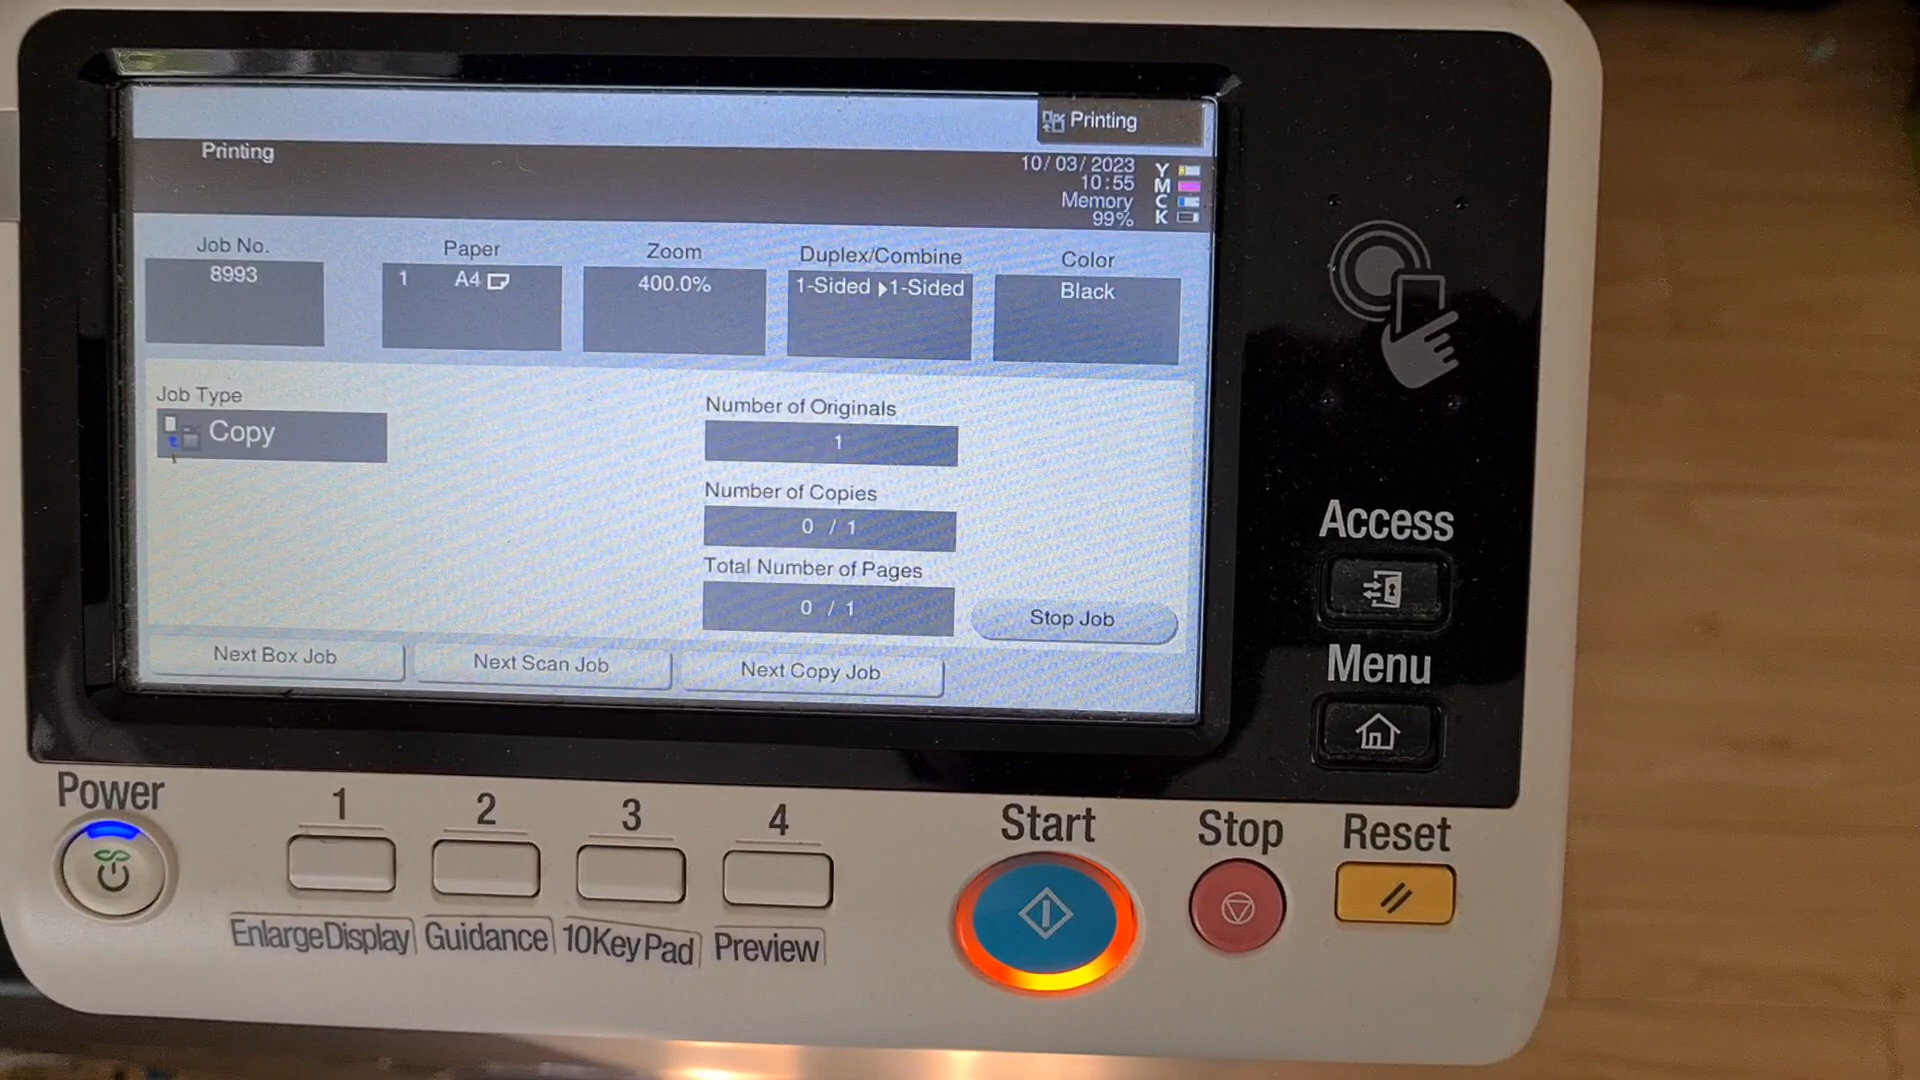 Printing
Printing
10/03/2023
10:55
Memory
99%
Y
M
C
K
Job No.
8993
Paper
1 A4
Zoom
400.0%
Duplex/Combine
1-Sided ▶1-Sided
Color
Black
Job Type
Copy
Number of Originals
1
Number of Copies
0 / 1
Total Number of Pages
0 / 1
Stop Job
Next Box Job
Next Scan Job
Next Copy Job
Access
Menu
Power
1
2
3
4
Start
Stop
Reset
Enlarge Display
Guidance
10 Key Pad
Preview